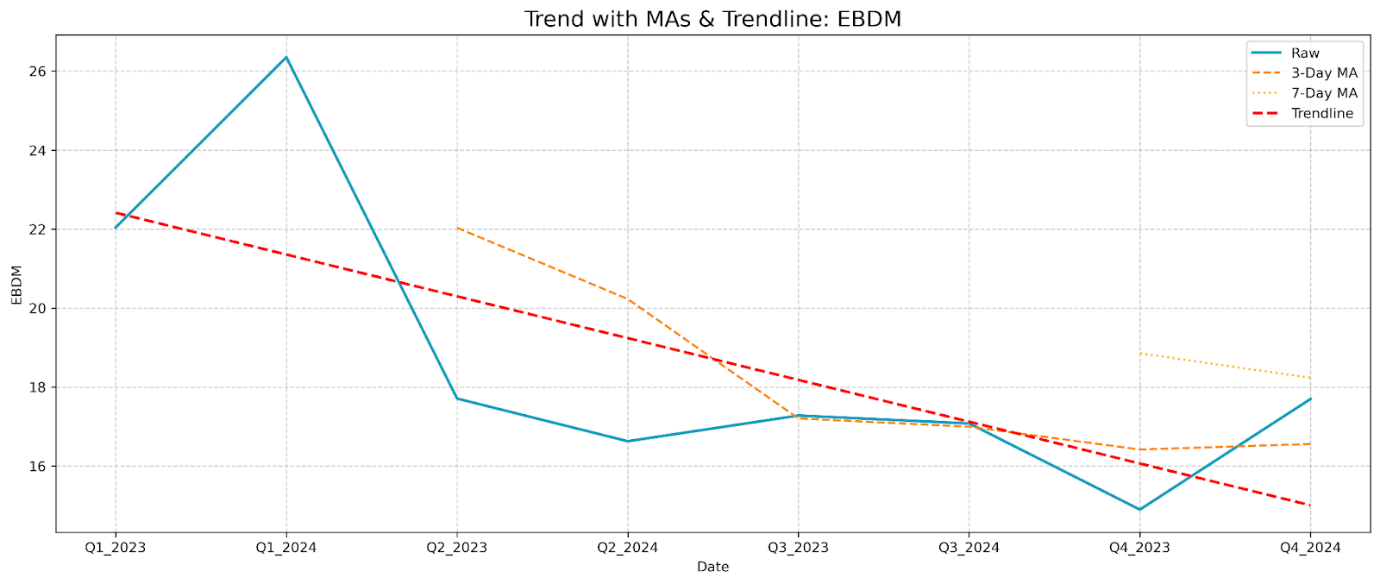 Trend with MAs & Trendline: EBDM
Raw
3-Day MA
7-Day MA
Trendline
EBDM
26
24
22
20
18
16
Q1_2023 Q1_2024 Q2_2023 Q2_2024 Q3_2023 Q3_2024 Q4_2023 Q4_2024
Date